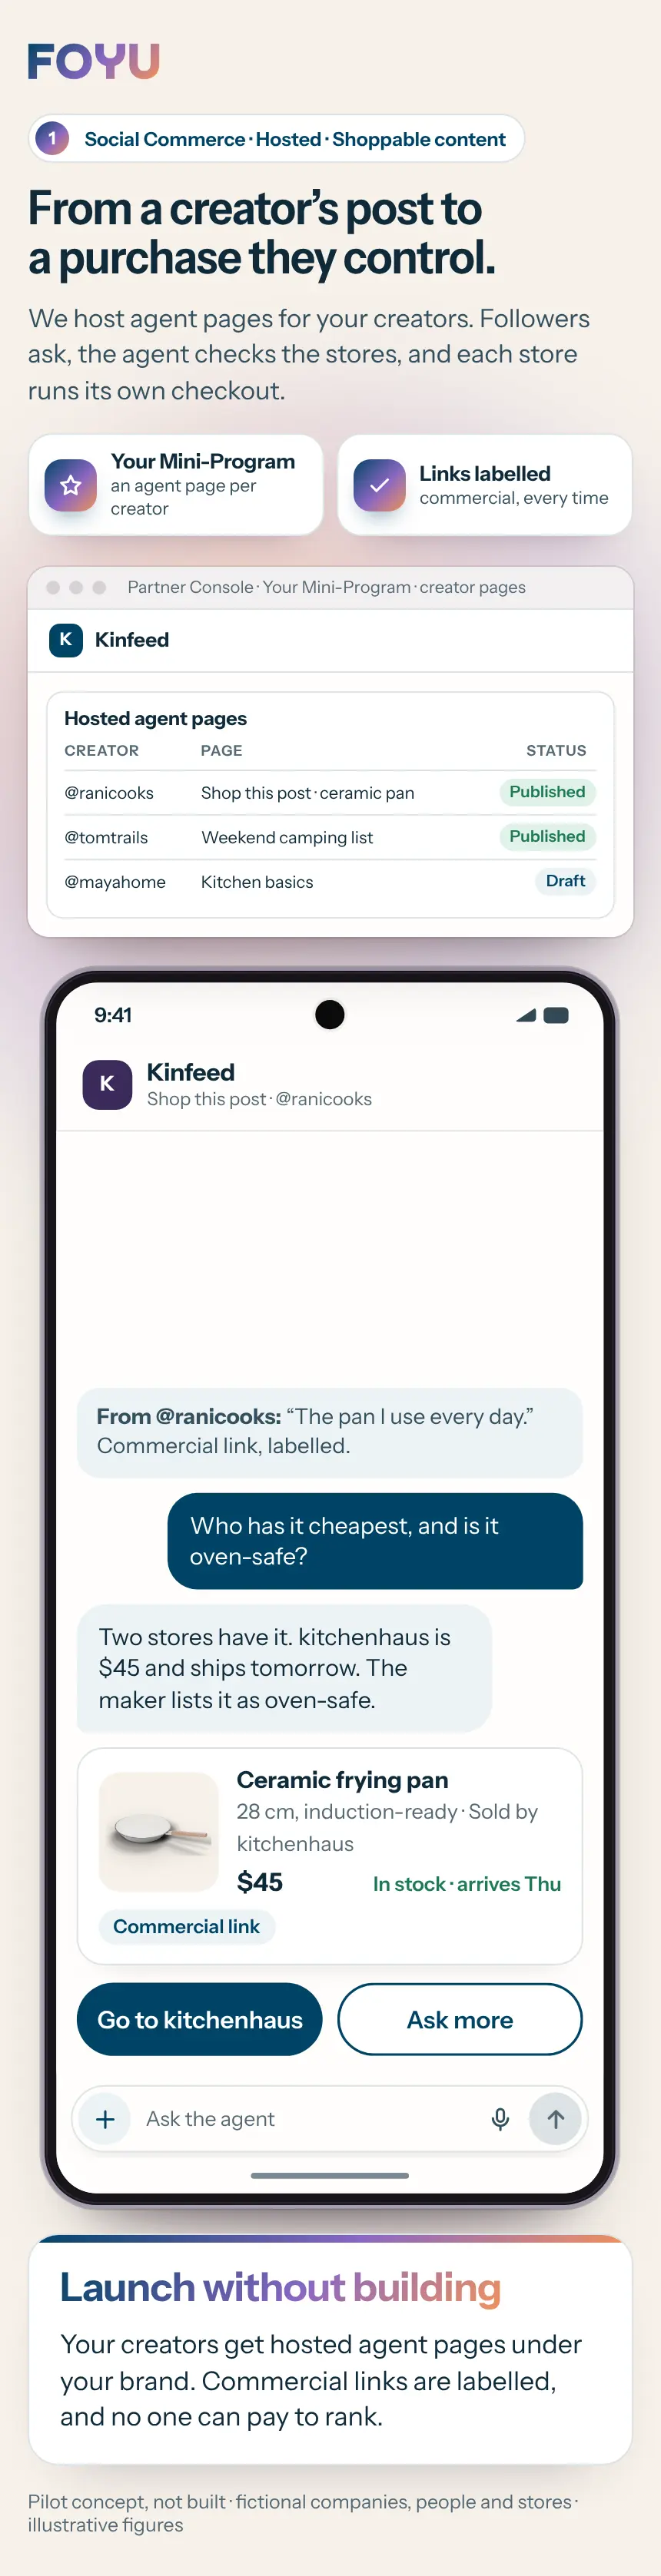 FOYU
1 Social Commerce · Hosted · Shoppable content
From a creator’s post to
a purchase they control.
We host agent pages for your creators. Followers
ask, the agent checks the stores, and each store
runs its own checkout.
Your Mini-Program
an agent page per
creator
Links labelled
commercial, every time
Partner Console · Your Mini-Program · creator pages
K Kinfeed
Hosted agent pages
CREATOR PAGE STATUS
@ranicooks Shop this post · ceramic pan Published
@tomtrails Weekend camping list Published
@mayahome Kitchen basics Draft
9:41
K Kinfeed
Shop this post · @ranicooks
From @ranicooks: “The pan I use every day.”
Commercial link, labelled.
Who has it cheapest, and is it
oven-safe?
Two stores have it. kitchenhaus is
$45 and ships tomorrow. The
maker lists it as oven-safe.
Ceramic frying pan
28 cm, induction-ready · Sold by
kitchenhaus
$45 In stock · arrives Thu
Commercial link
Go to kitchenhaus Ask more
Ask the agent
Launch without building
Your creators get hosted agent pages under
your brand. Commercial links are labelled,
and no one can pay to rank.
Pilot concept, not built · fictional companies, people and stores ·
illustrative figures